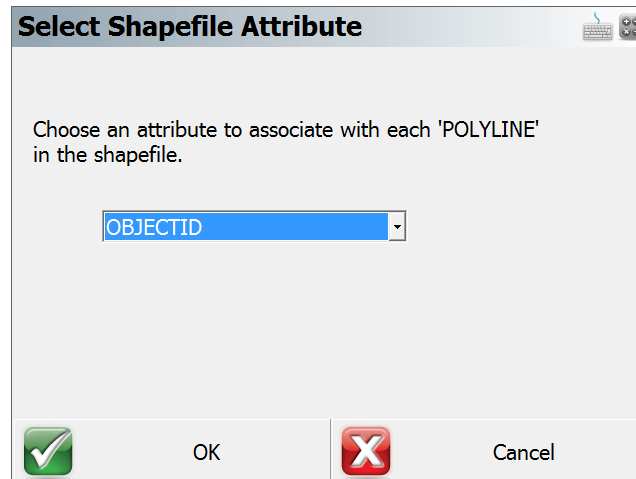 Select Shapefile Attribute
Choose an attribute to associate with each 'POLYLINE'
in the shapefile.
OBJECTID
OK
Cancel